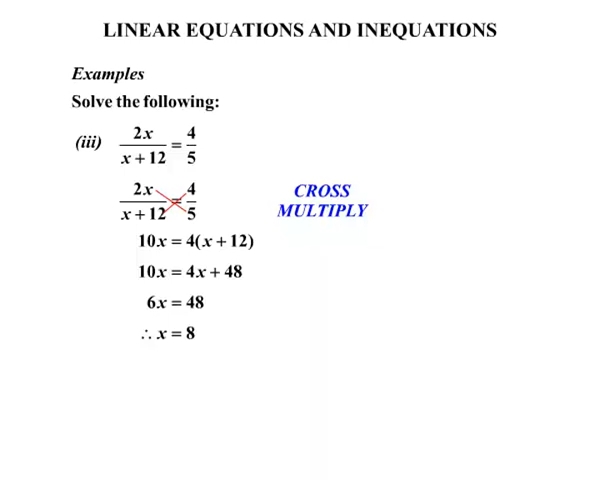 LINEAR EQUATIONS AND INEQUATIONS
Examples
Solve the following:
(iii) 2x/(x + 12) = 4/5
2x/(x + 12) = 4/5
CROSS
MULTIPLY
10x = 4(x + 12)
10x = 4x + 48
6x = 48
∴ x = 8